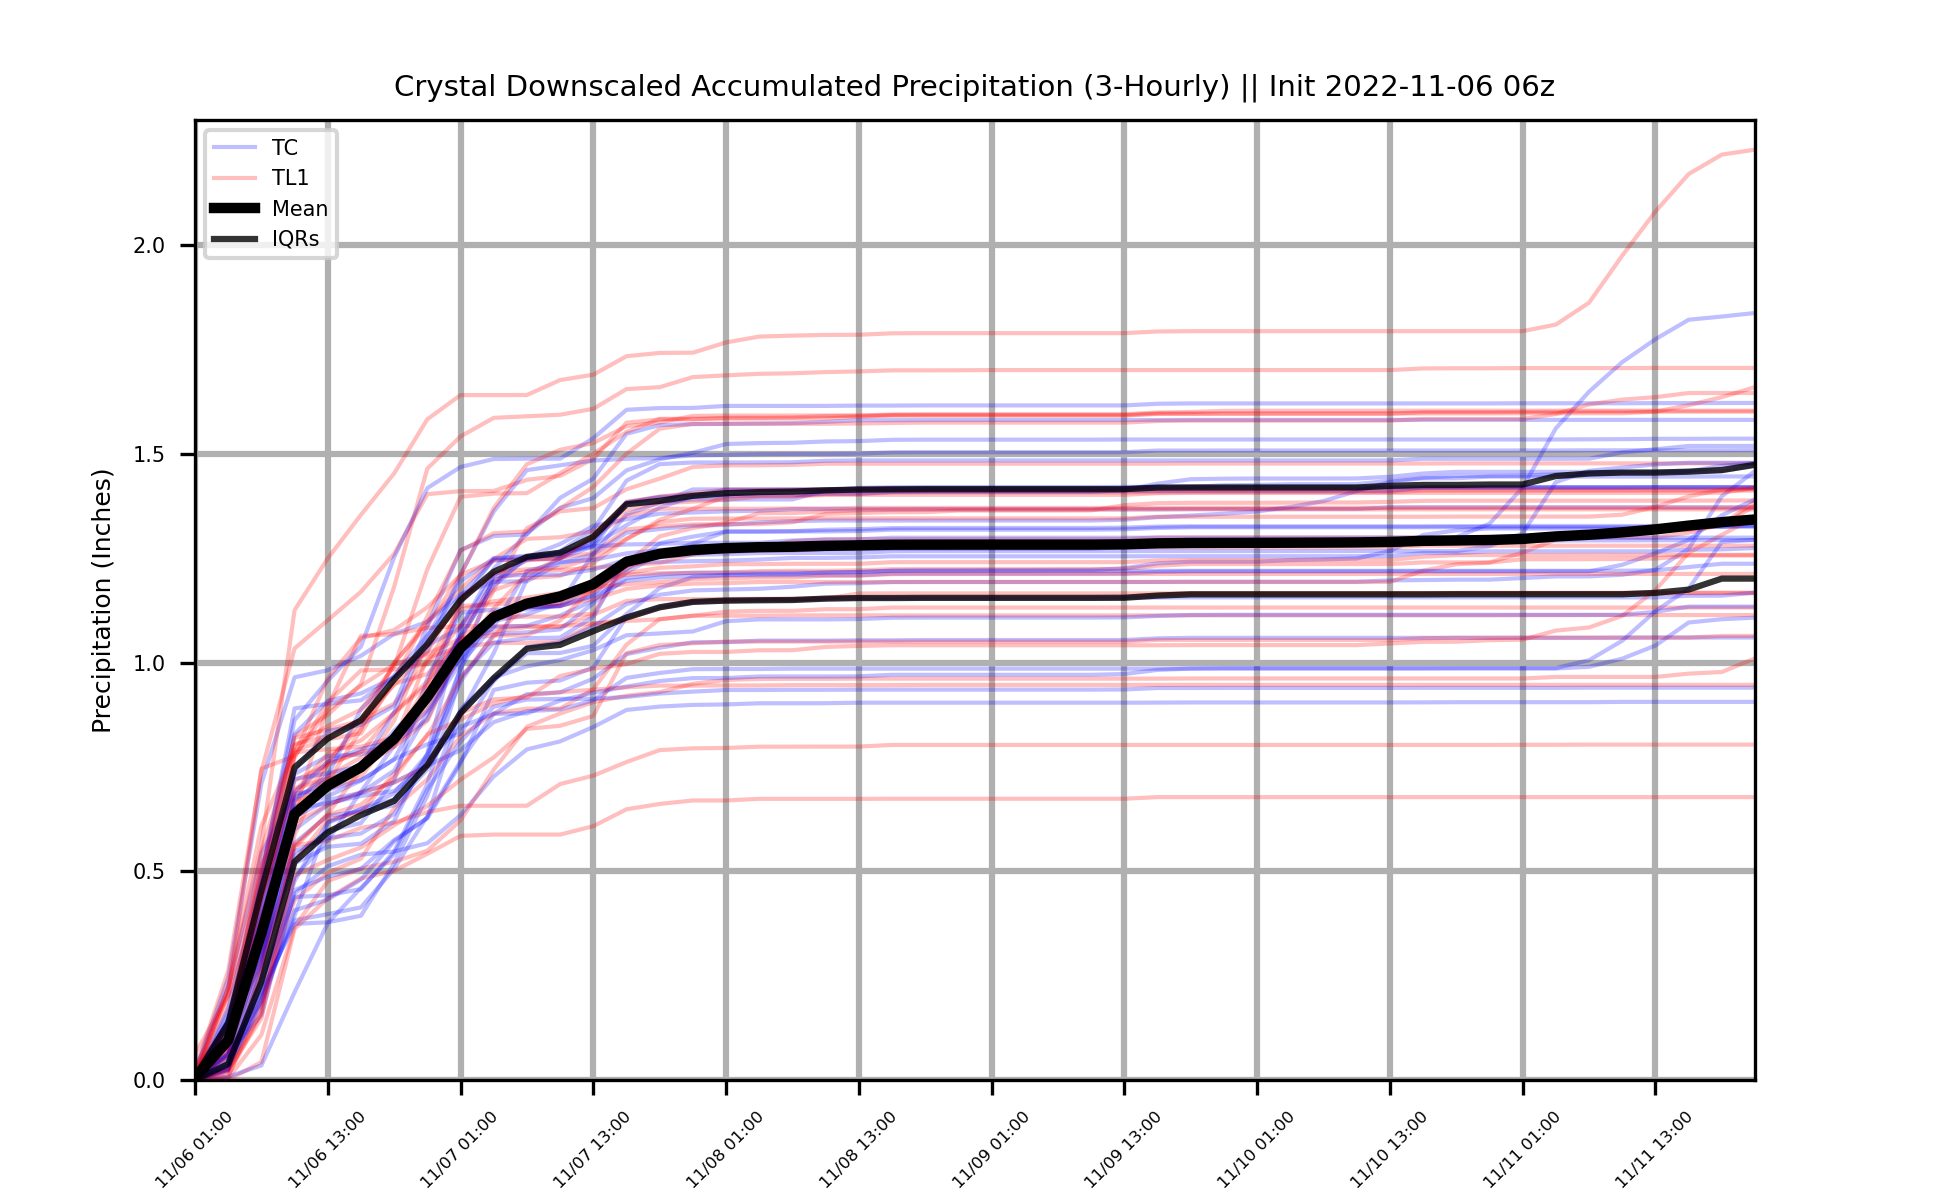 Crystal Downscaled Accumulated Precipitation (3-Hourly) || Init 2022-11-06 06z
TC
TL1
Mean
IQRs
Precipitation (Inches)
2.0
1.5
1.0
0.5
0.0
11/06 01:00
11/06 13:00
11/07 01:00
11/07 13:00
11/08 01:00
11/08 13:00
11/09 01:00
11/09 13:00
11/10 01:00
11/10 13:00
11/11 01:00
11/11 13:00